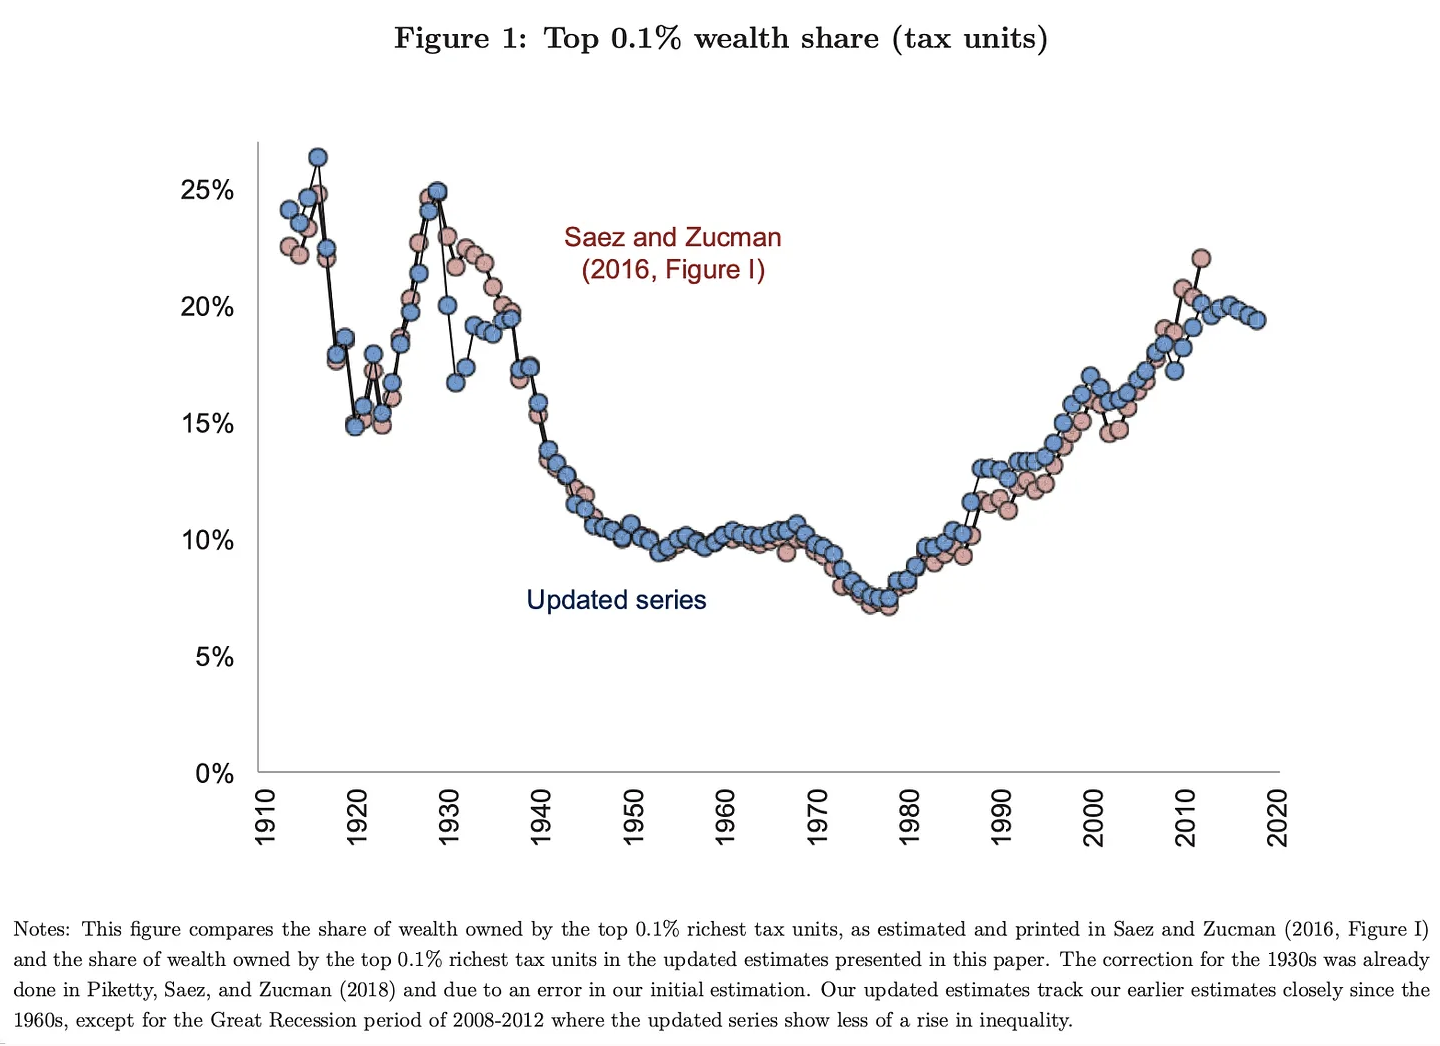 Figure 1: Top 0.1% wealth share (tax units)
25%
20%
15%
10%
5%
0%
Saez and Zucman
(2016, Figure I)
Updated series
1910
1920
1930
1940
1950
1960
1970
1980
1990
2000
2010
2020
Notes: This figure compares the share of wealth owned by the top 0.1% richest tax units, as estimated and printed in Saez and Zucman (2016, Figure I)
and the share of wealth owned by the top 0.1% richest tax units in the updated estimates presented in this paper. The correction for the 1930s was already
done in Piketty, Saez, and Zucman (2018) and due to an error in our initial estimation. Our updated estimates track our earlier estimates closely since the
1960s, except for the Great Recession period of 2008-2012 where the updated series show less of a rise in inequality.